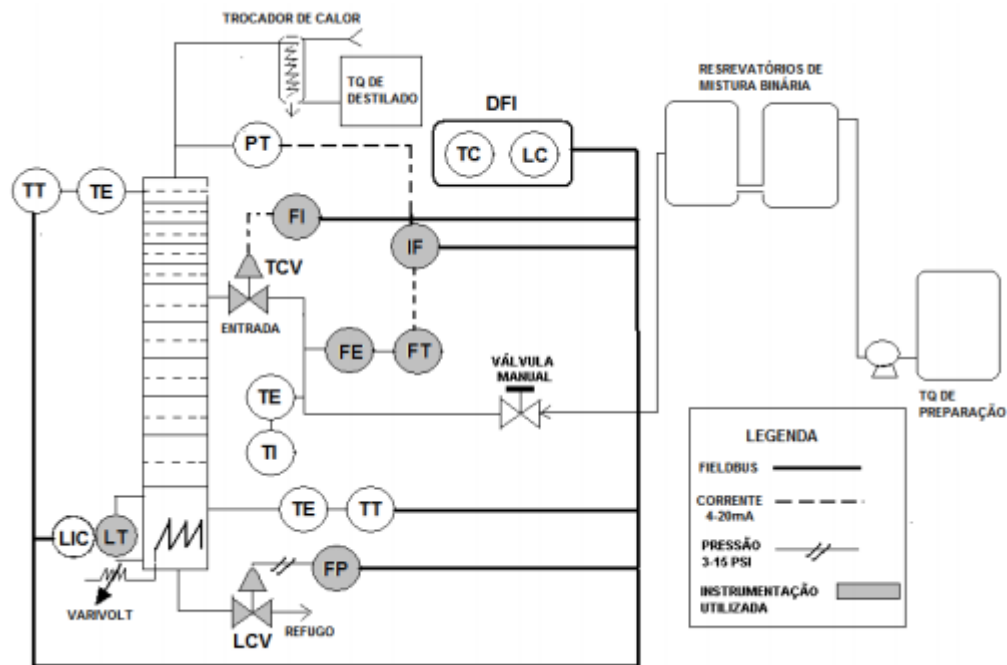 TROCADOR DE CALOR
TQ DE
DESTILADO
RESREVATÓRIOS DE
MISTURA BINÁRIA
DFI
TC
LC
PT
TT
TE
FI
IF
TCV
ENTRADA
FE
FT
VÁLVULA
MANUAL
TE
TI
TQ DE
PREPARAÇÃO
LEGENDA
FIELDBUS
CORRENTE
4-20mA
PRESSÃO
3-15 PSI
INSTRUMENTAÇÃO
UTILIZADA
TE
TT
LIC
LT
FP
VARIVOLT
LCV
REFUGO